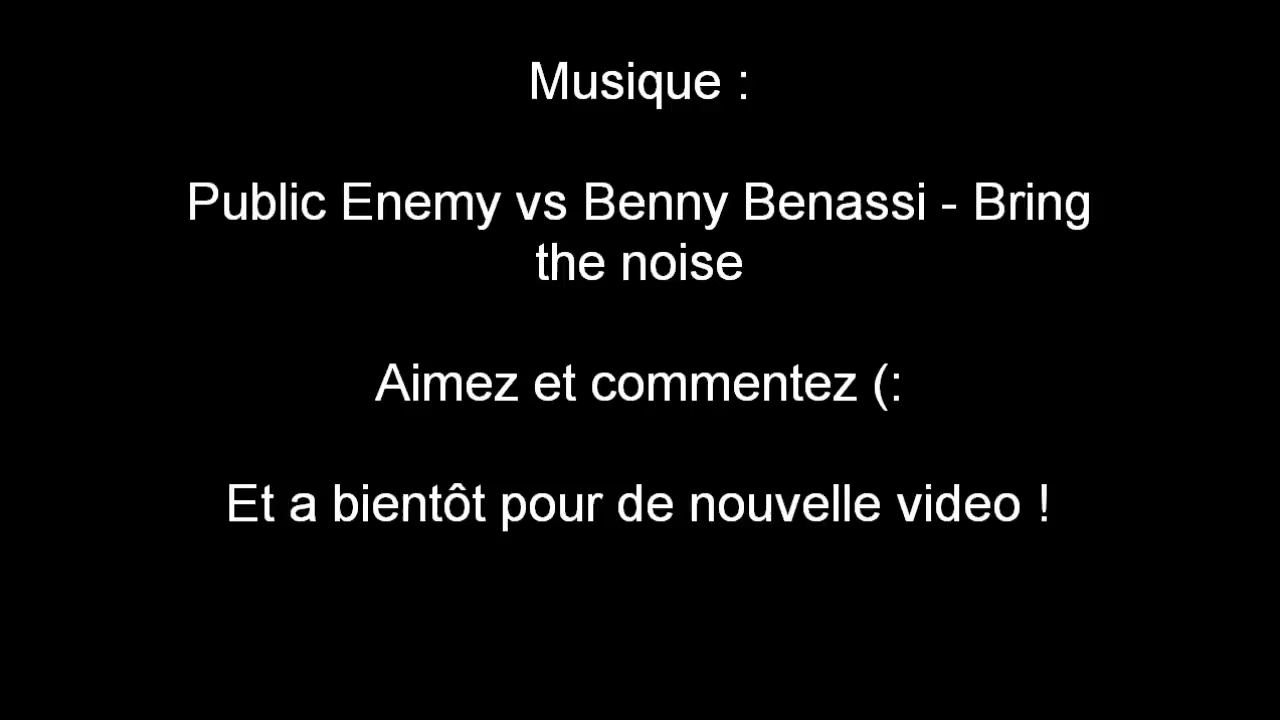 Musique :
Public Enemy vs Benny Benassi - Bring
the noise
Aimez et commentez (:
Et a bientôt pour de nouvelle video !